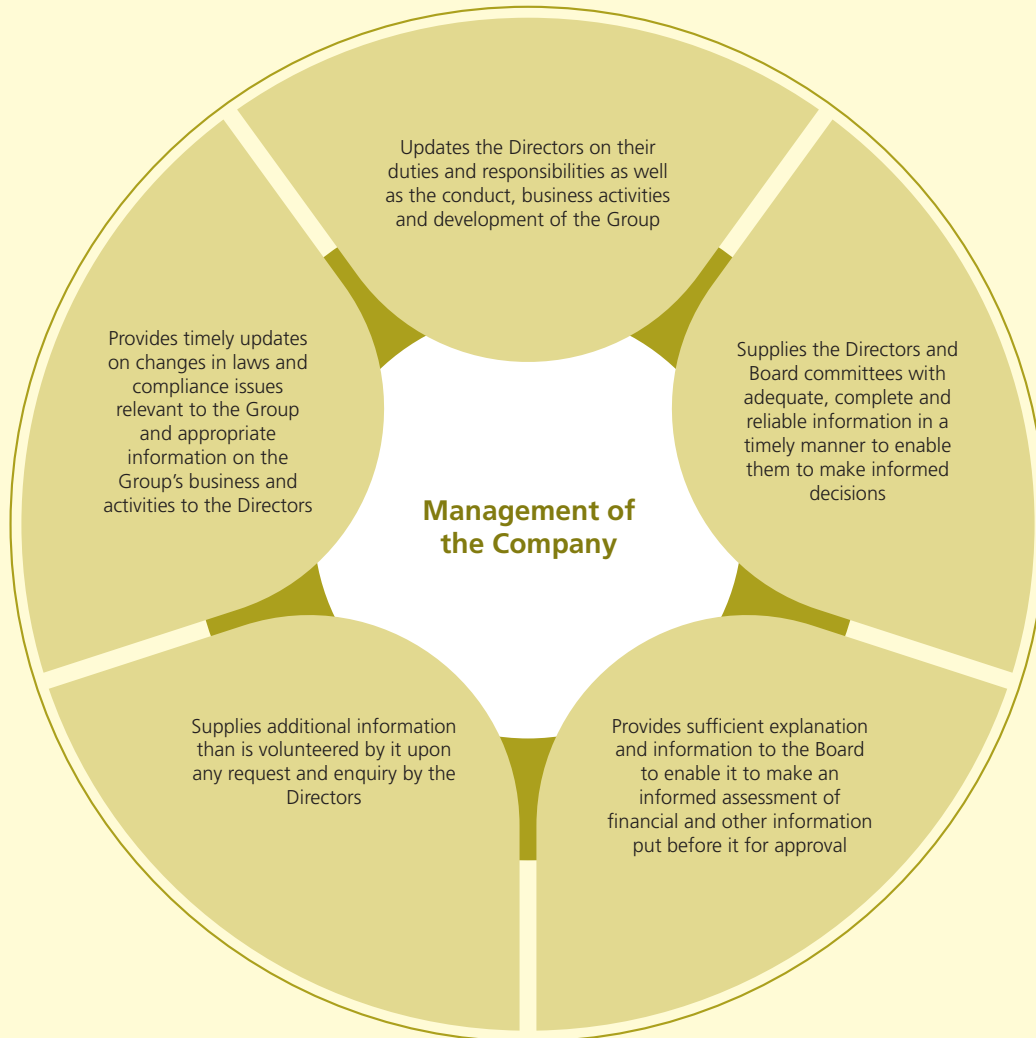 Updates the Directors on their
duties and responsibilities as well
as the conduct, business activities
and development of the Group
Supplies the Directors and
Board committees with
adequate, complete and
reliable information in a
timely manner to enable
them to make informed
decisions
Provides sufficient explanation
and information to the Board
to enable it to make an
informed assessment of
financial and other information
put before it for approval
Supplies additional information
than is volunteered by it upon
any request and enquiry by the
Directors
Provides timely updates
on changes in laws and
compliance issues
relevant to the Group
and appropriate
information on the
Group’s business and
activities to the Directors
Management of
the Company